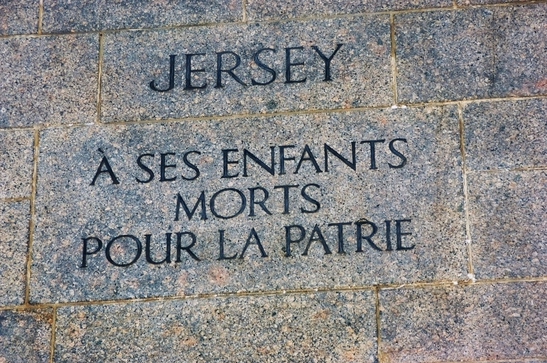 JERSEY
À SES ENFANTS
MORTS
POUR LA PATRIE